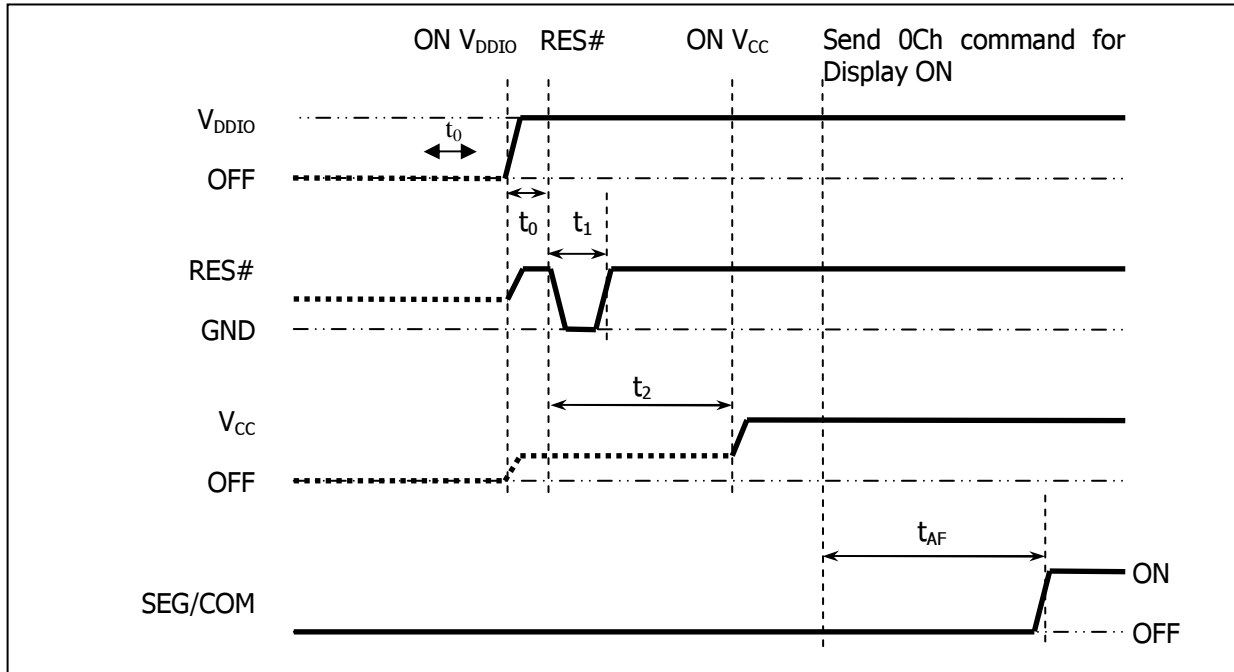 ON VDDIO RES# ON VCC Send 0Ch command for
Display ON
VDDIO
t0
OFF
t0 t1
RES#
GND
t2
VCC
OFF
tAF
ON
SEG/COM
OFF